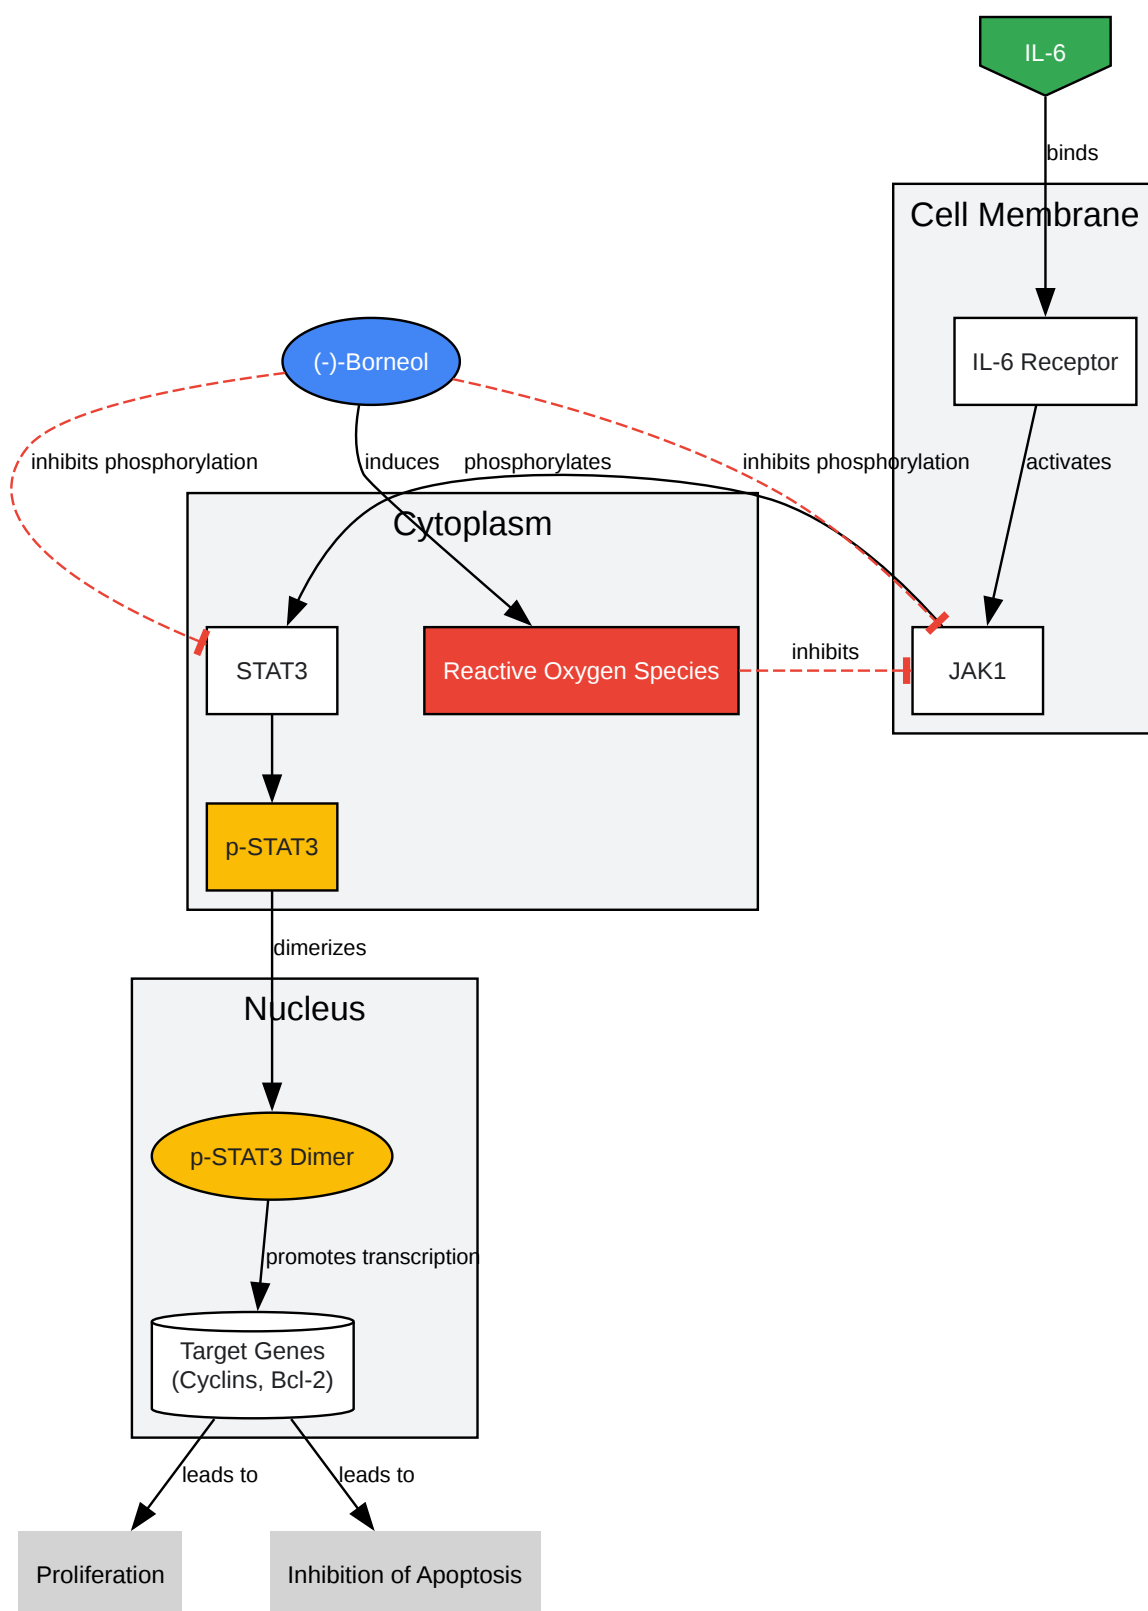 IL-6
binds
Cell Membrane
(-)-Borneol
IL-6 Receptor
inhibits phosphorylation
induces
phosphorylates
inhibits phosphorylation
activates
Cytoplasm
STAT3
Reactive Oxygen Species
inhibits
JAK1
p-STAT3
dimerizes
Nucleus
p-STAT3 Dimer
promotes transcription
Target Genes
(Cyclins, Bcl-2)
leads to
leads to
Proliferation
Inhibition of Apoptosis